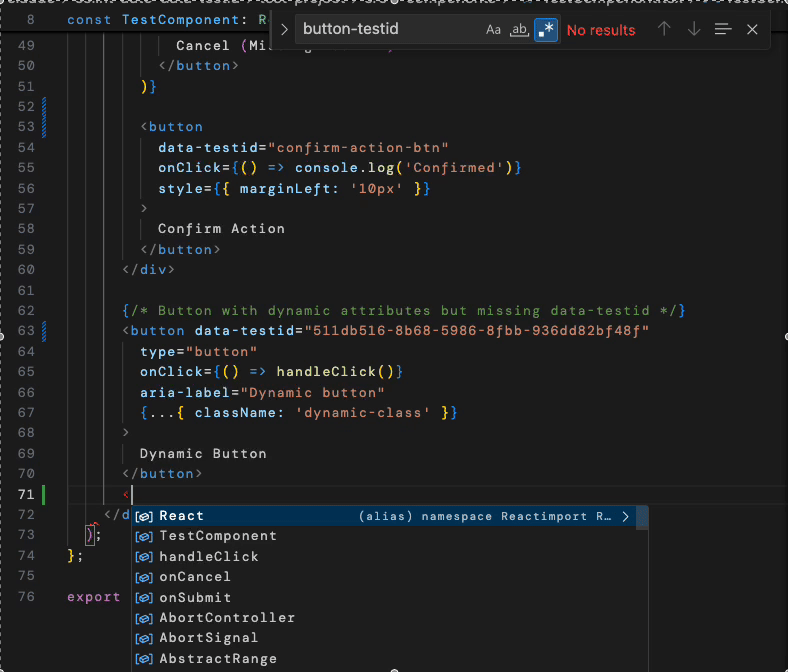 button-testid Aa ab No results
8 const TestComponent: R
49 Cancel
50 </button>
51 )}
52
53 <button
54 data-testid="confirm-action-btn"
55 onClick={() => console.log('Confirmed')}
56 style={{ marginLeft: '10px' }}
57 >
58 Confirm Action
59 </button>
60 </div>
61
62 {/* Button with dynamic attributes but missing data-testid */}
63 <button data-testid="511db516-8b68-5986-8fbb-936dd82bf48f"
64 type="button"
65 onClick={() => handleClick()}
66 aria-label="Dynamic button"
67 {...{ className: 'dynamic-class' }}
68 >
69 Dynamic Button
70 </button>
71 <
React (alias) namespace Reactimport R…
72 </d
TestComponent
73 );
handleClick
74 };
onCancel
75
onSubmit
76 export
AbortController
AbortSignal
AbstractRange